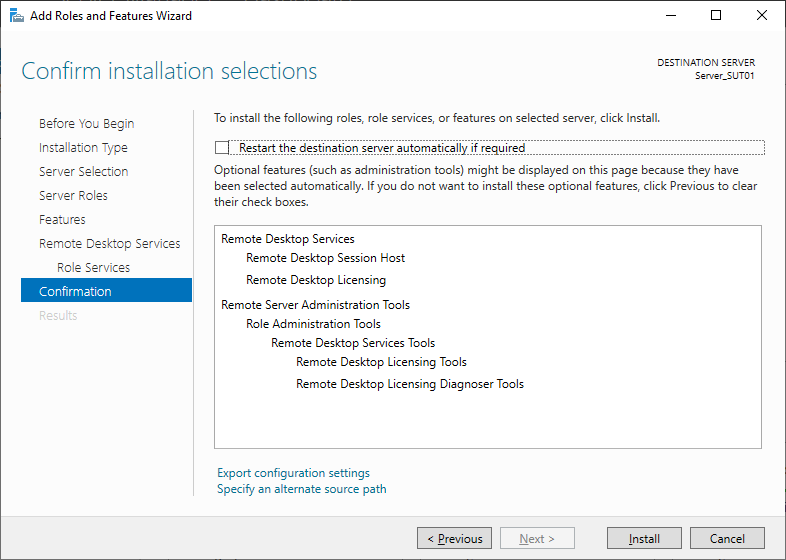 Add Roles and Features Wizard
Confirm installation selections
DESTINATION SERVER
Server_SUT01
Before You Begin
Installation Type
Server Selection
Server Roles
Features
Remote Desktop Services
Role Services
Confirmation
Results
To install the following roles, role services, or features on selected server, click Install.
Restart the destination server automatically if required
Optional features (such as administration tools) might be displayed on this page because they have
been selected automatically. If you do not want to install these optional features, click Previous to clear
their check boxes.
Remote Desktop Services
Remote Desktop Session Host
Remote Desktop Licensing
Remote Server Administration Tools
Role Administration Tools
Remote Desktop Services Tools
Remote Desktop Licensing Tools
Remote Desktop Licensing Diagnoser Tools
Export configuration settings
Specify an alternate source path
< Previous
Next >
Install
Cancel